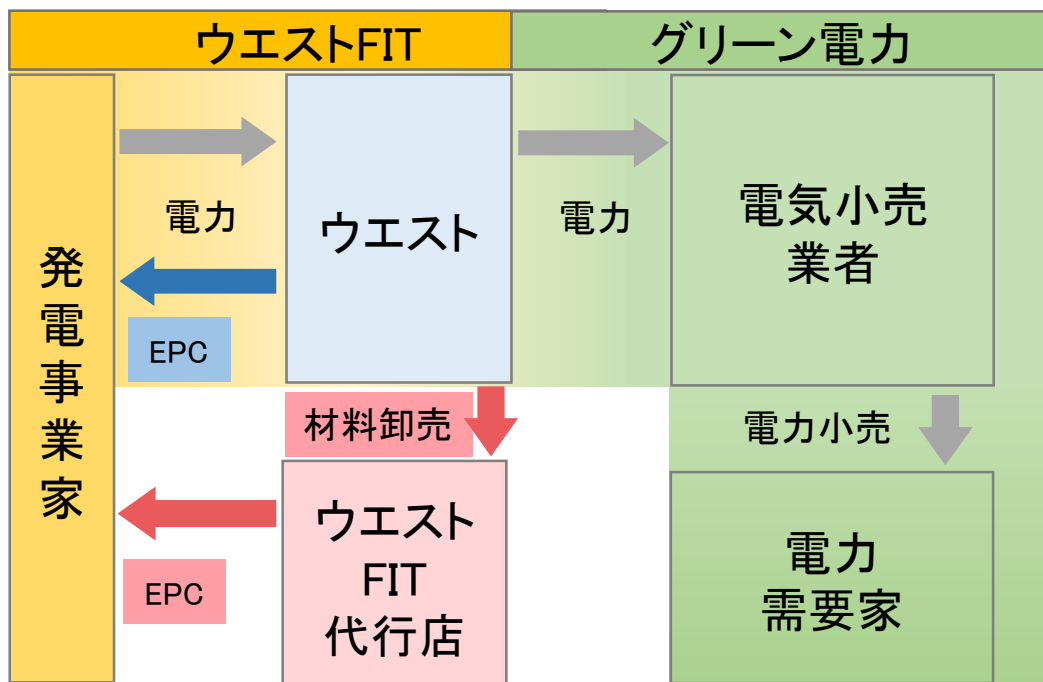 ウエストFIT
グリーン電力
発電事業家
電力
ウエスト
電力
電気小売
業者
EPC
材料卸売
電力小売
EPC
ウエスト
FIT
代行店
電力
需要家